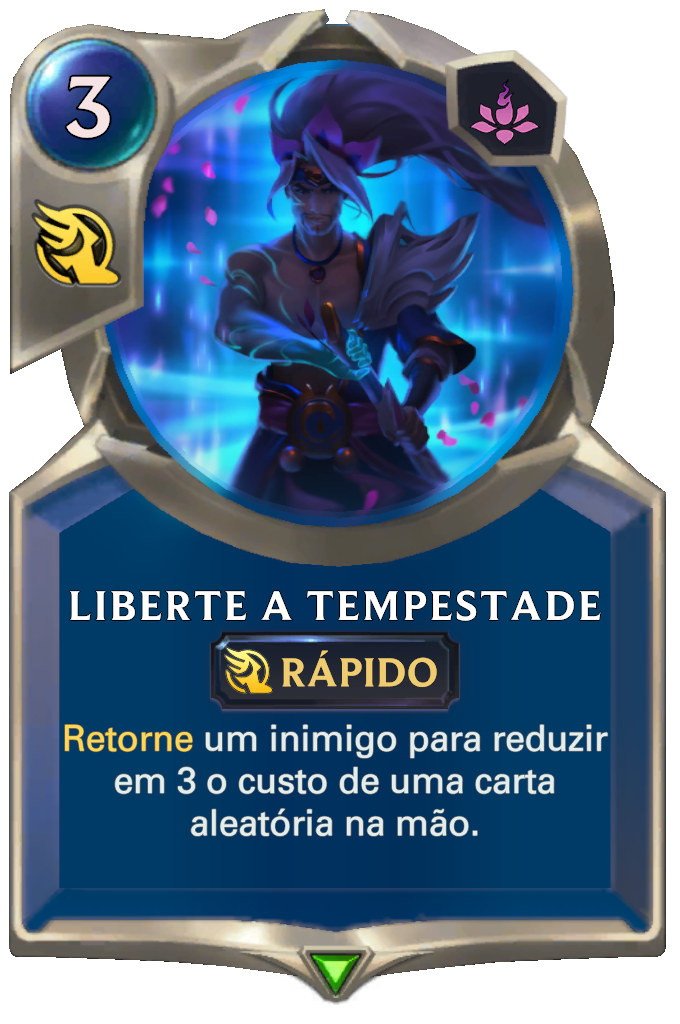 3
LIBERTE A TEMPESTADE
RÁPIDO
Retorne um inimigo para reduzir
em 3 o custo de uma carta
aleatória na mão.